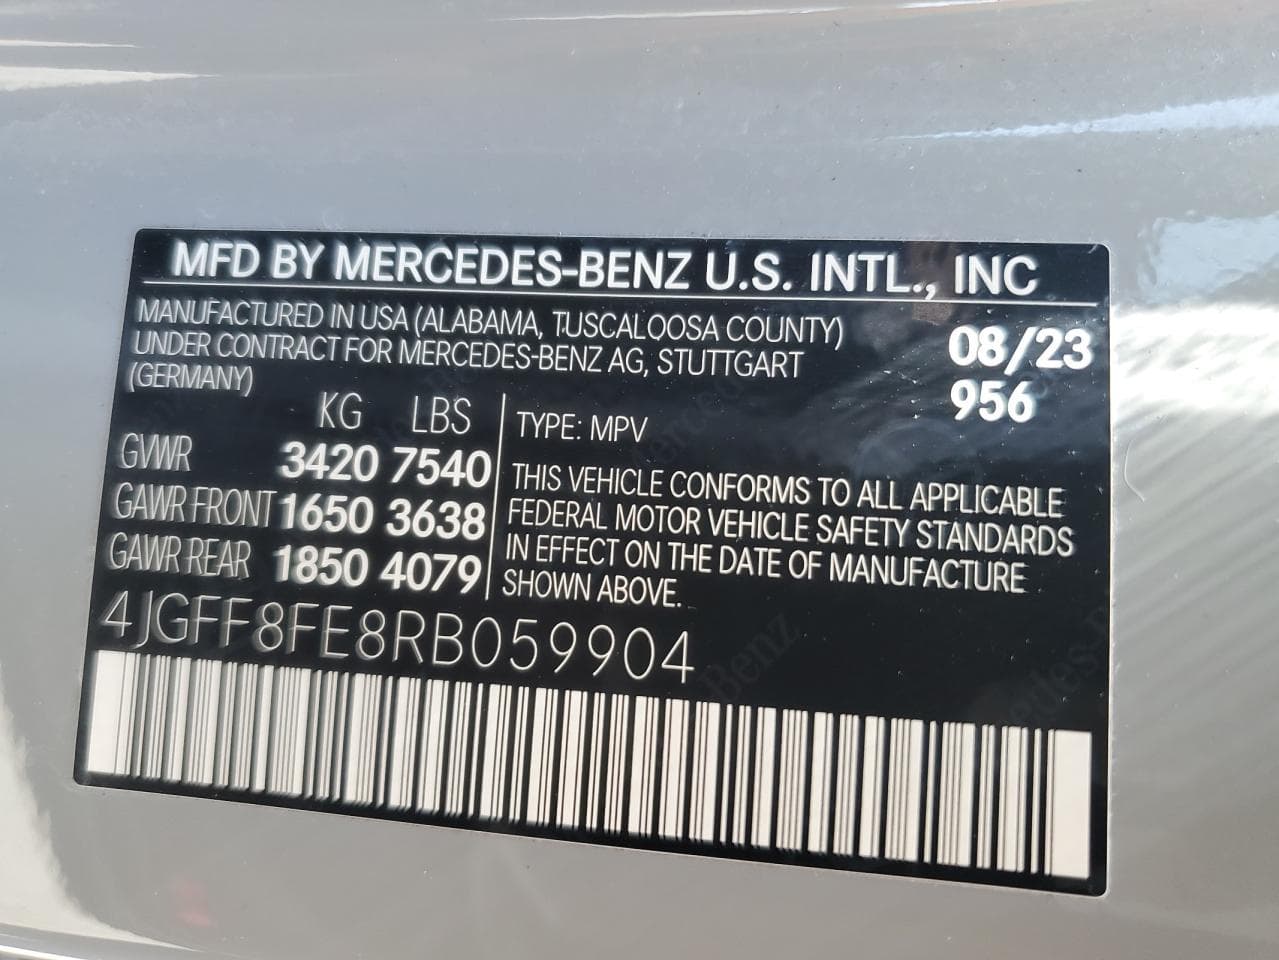 MFD BY MERCEDES-BENZ U.S. INTL., INC
MANUFACTURED IN USA (ALABAMA, TUSCALOOSA COUNTY)
UNDER CONTRACT FOR MERCEDES-BENZ AG, STUTTGART
(GERMANY)
08/23
956
KG LBS
GVWR 3420 7540
GAWR FRONT 1650 3638
GAWR REAR 1850 4079
TYPE: MPV
THIS VEHICLE CONFORMS TO ALL APPLICABLE
FEDERAL MOTOR VEHICLE SAFETY STANDARDS
IN EFFECT ON THE DATE OF MANUFACTURE
SHOWN ABOVE.
4JGFF8FE8RB059904